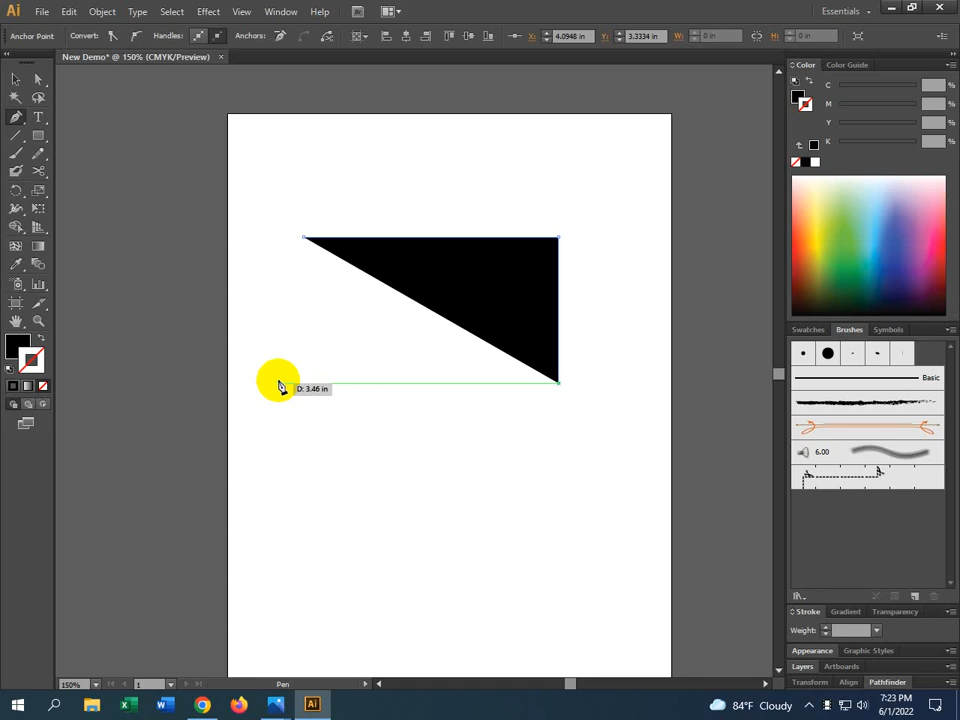 Ai File Edit Object Type Select Effect View Window Help Br Essentials
Anchor Point Convert: Handles: Anchors: X: 4.0948 in Y: 3.3334 in W: 0 in H: 0 in
New Demo* @ 150% (CMYK/Preview) ×
Color Color Guide
C %
M %
Y %
K %
T
D: 3.46 in
Swatches Brushes Symbols
Basic
6.00
Stroke Gradient Transparency
Weight:
Appearance Graphic Styles
Layers Artboards
Transform Align Pathfinder
150% 1 Pen
84°F Cloudy
7:23 PM
6/1/2022